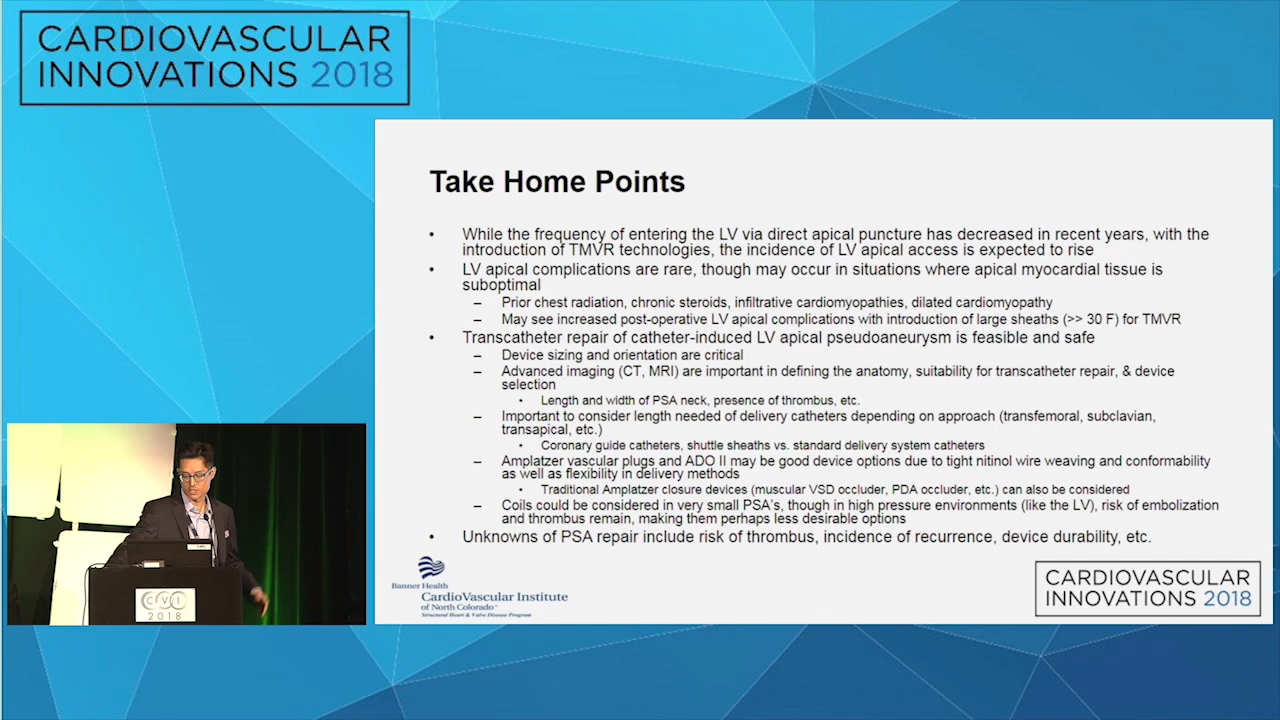 CARDIOVASCULAR
INNOVATIONS 2018
Take Home Points
• While the frequency of entering the LV via direct apical puncture has decreased in recent years, with the
introduction of TMVR technologies, the incidence of LV apical access is expected to rise
• LV apical complications are rare, though may occur in situations where apical myocardial tissue is
suboptimal
– Prior chest radiation, chronic steroids, infiltrative cardiomyopathies, dilated cardiomyopathy
– May see increased post-operative LV apical complications with introduction of large sheaths (>> 30 F) for TMVR
• Transcatheter repair of catheter-induced LV apical pseudoaneurysm is feasible and safe
– Device sizing and orientation are critical
– Advanced imaging (CT, MRI) are important in defining the anatomy, suitability for transcatheter repair, & device
selection
• Length and width of PSA neck, presence of thrombus, etc.
– Important to consider length needed of delivery catheters depending on approach (transfemoral, subclavian,
transapical, etc.)
• Coronary guide catheters, shuttle sheaths vs. standard delivery system catheters
– Amplatzer vascular plugs and ADO II may be good device options due to tight nitinol wire weaving and conformability
as well as flexibility in delivery methods
• Traditional Amplatzer closure devices (muscular VSD occluder, PDA occluder, etc.) can also be considered
– Coils could be considered in very small PSA's, though in high pressure environments (like the LV), risk of embolization
and thrombus remain, making them perhaps less desirable options
• Unknowns of PSA repair include risk of thrombus, incidence of recurrence, device durability, etc.
Banner Health
CardioVascular Institute
of North Colorado
Structural Heart & Valve Disease Program
CARDIOVASCULAR
INNOVATIONS 2018
CVI
2018